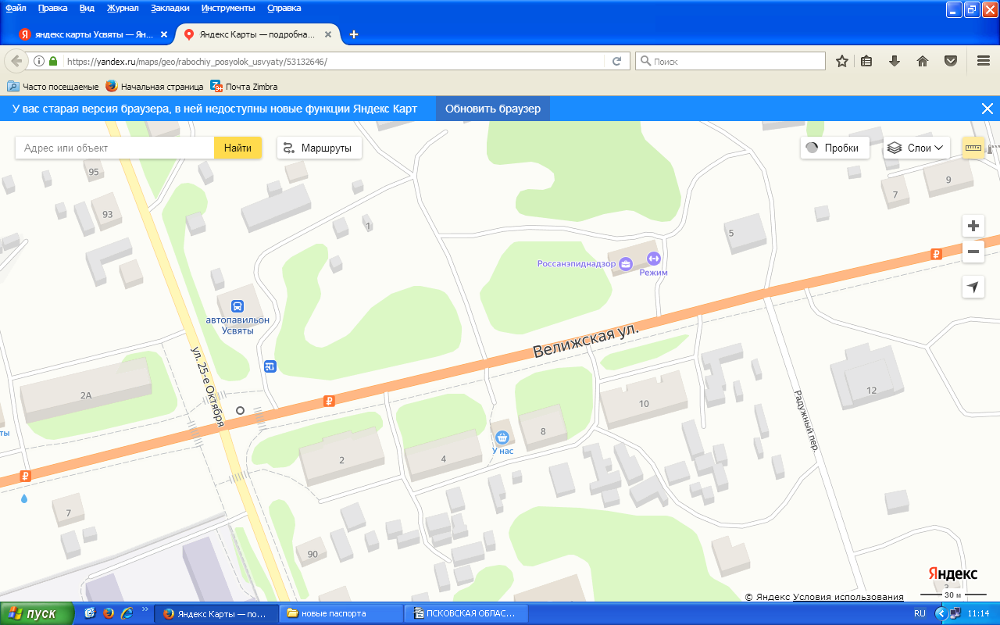 Файл Правка Вид Журнал Закладки Инструменты Справка
яндекс карты Усвяты — Ян...
Яндекс Карты — подробна...
https://yandex.ru/maps/geo/rabochiy_posyolok_usvyaty/53132646/
Поиск
Часто посещаемые Начальная страница Почта Zimbra
У вас старая версия браузера, в ней недоступны новые функции Яндекс Карт
Обновить браузер
Адрес или объект
Найти
Маршруты
Пробки
Слои
95
93
1
5
7
9
Россанэпиднадзор
Режим
автопавильон
Усвяты
Велижская ул.
ул. 25-е Октября
2А
ты
10
12
Радужный пер.
8
У нас
2
4
7
90
3
Яндекс
© Яндекс Условия использования
30 м
пуск
Яндекс Карты — по...
новые паспорта
ПСКОВСКАЯ ОБЛАС...
RU
11:14